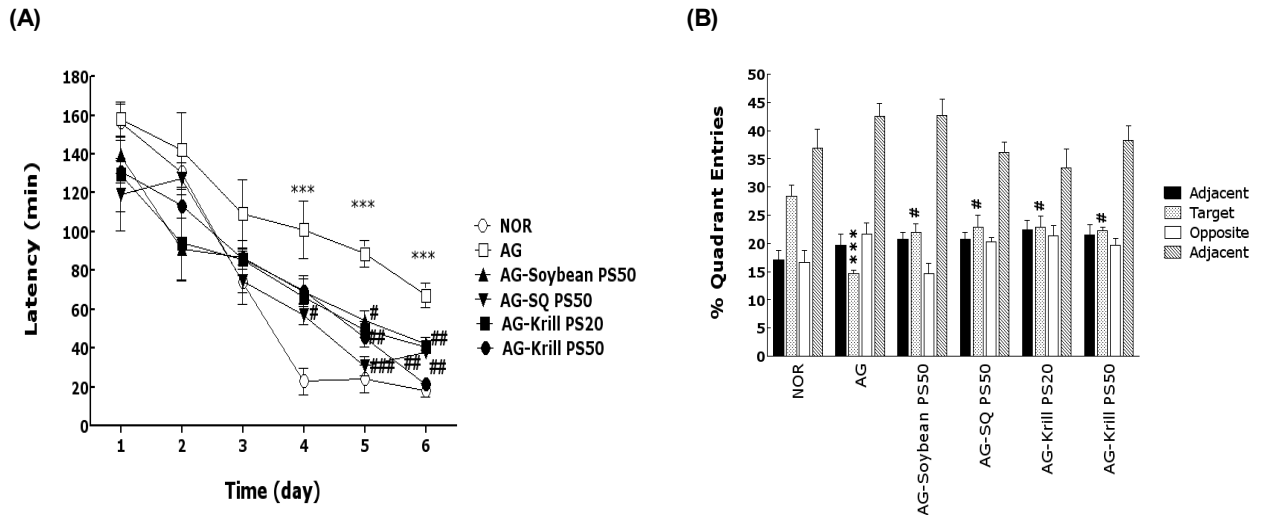 (A)
180
160
140
120
100
80
60
40
20
0
Latency (min)
1 2 3 4 5 6
Time (day)
***
***
***
#
#
##
###
##
##
##
NOR
AG
AG-Soybean PS50
AG-SQ PS50
AG-Krill PS20
AG-Krill PS50
(B)
50
45
40
35
30
25
20
15
10
5
0
% Quadrant Entries
***
#
#
#
#
NOR
AG
AG-Soybean PS50
AG-SQ PS50
AG-Krill PS20
AG-Krill PS50
Adjacent
Target
Opposite
Adjacent